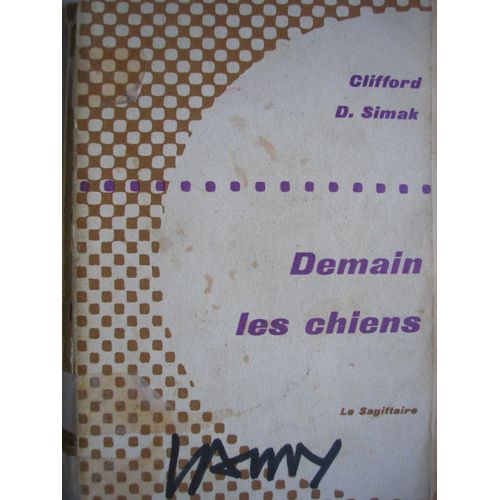 Clifford
D. Simak
Demain
les chiens
Le Sagittaire